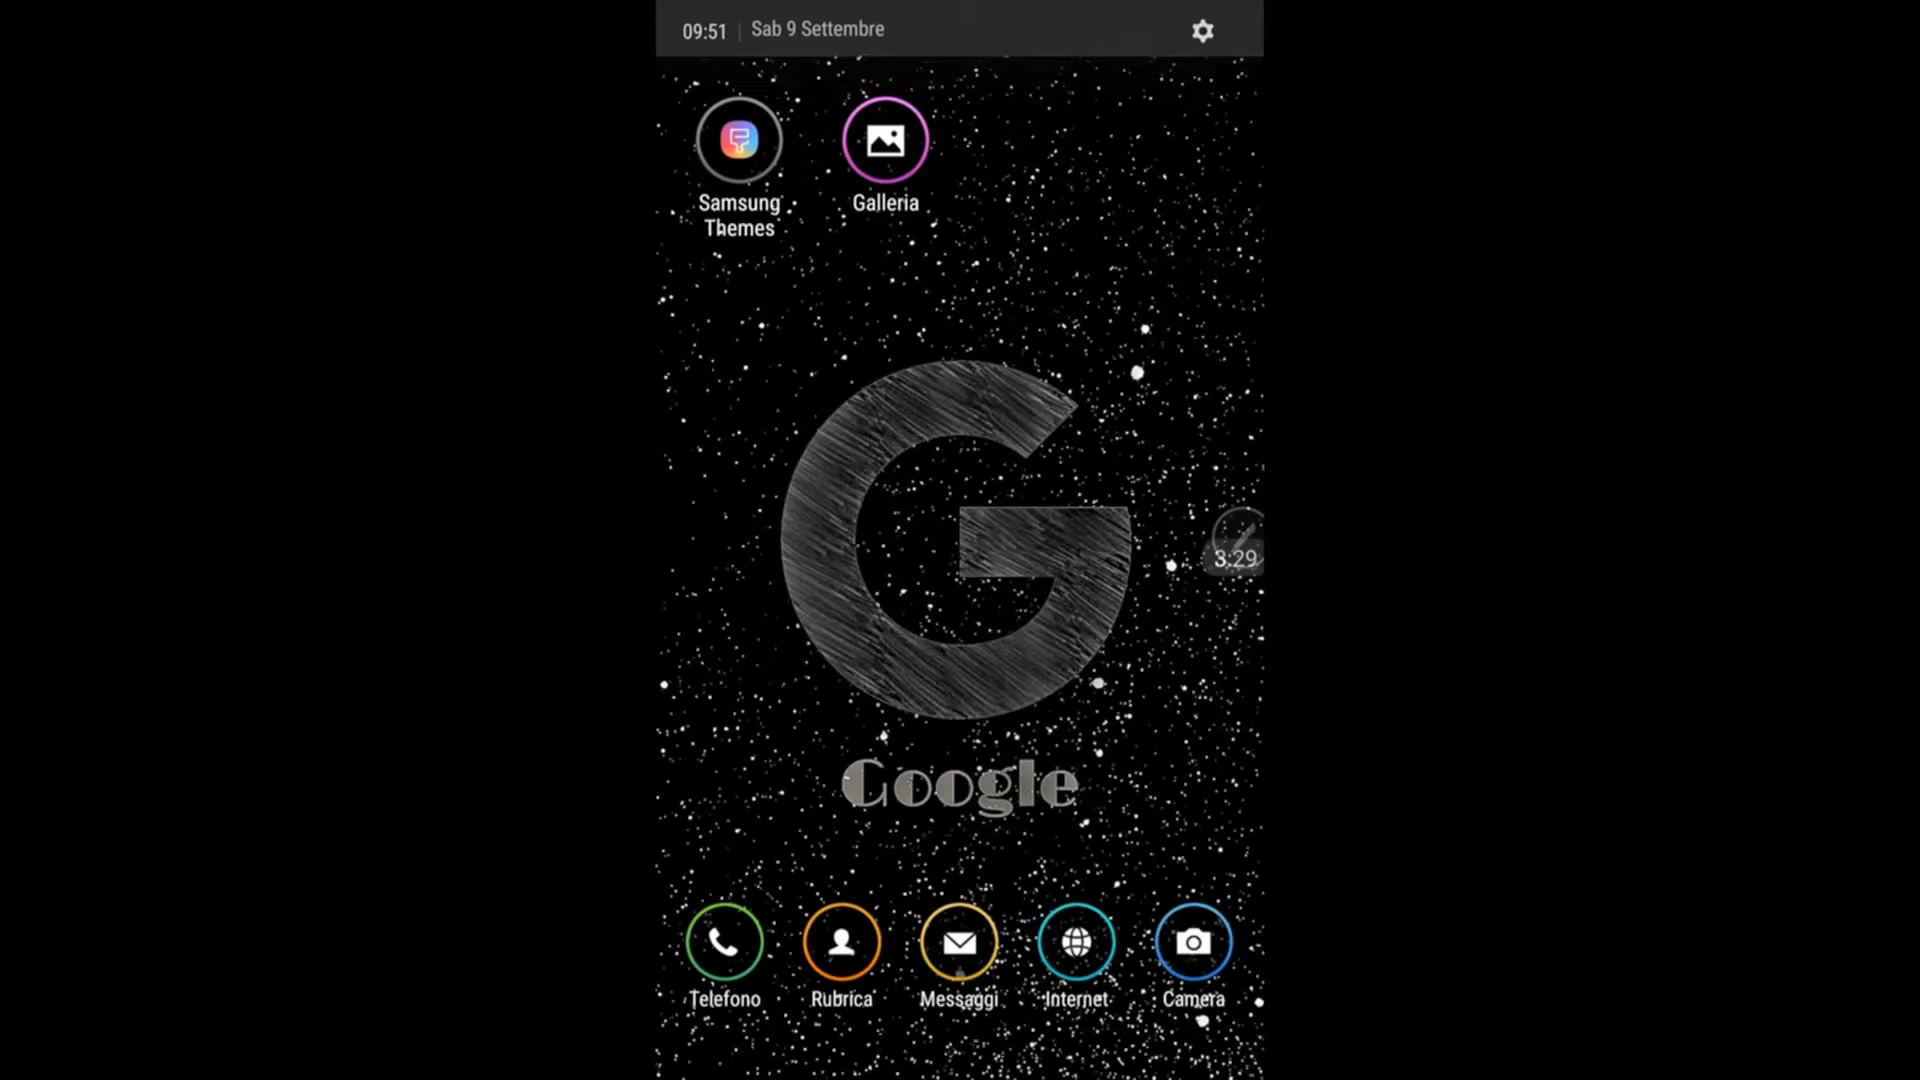 09:51 | Sab 9 Settembre
Samsung
Themes
Galleria
3:29
Google
Telefono
Rubrica
Messaggi
Internet
Camera